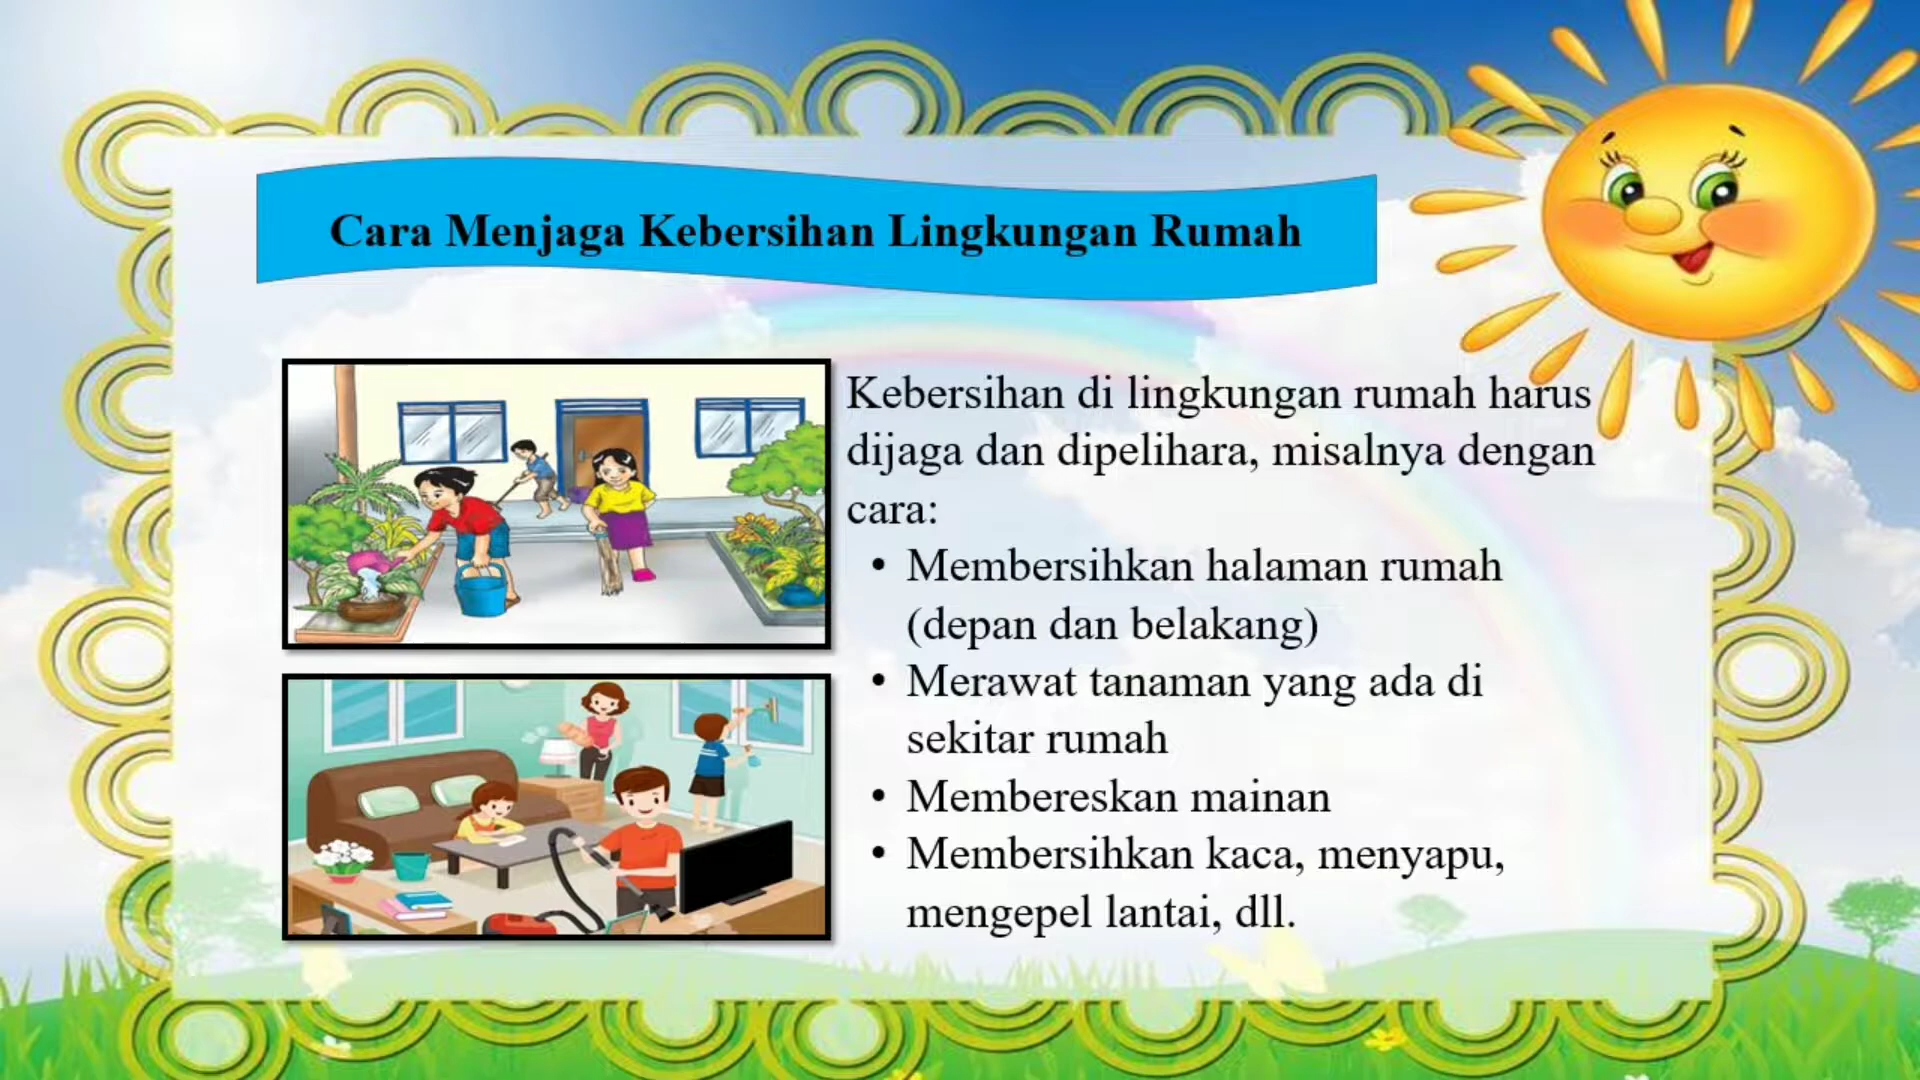 Cara Menjaga Kebersihan Lingkungan Rumah
Kebersihan di lingkungan rumah harus
dijaga dan dipelihara, misalnya dengan
cara:
• Membersihkan halaman rumah
(depan dan belakang)
• Merawat tanaman yang ada di
sekitar rumah
• Membereskan mainan
• Membersihkan kaca, menyapu,
mengepel lantai, dll.